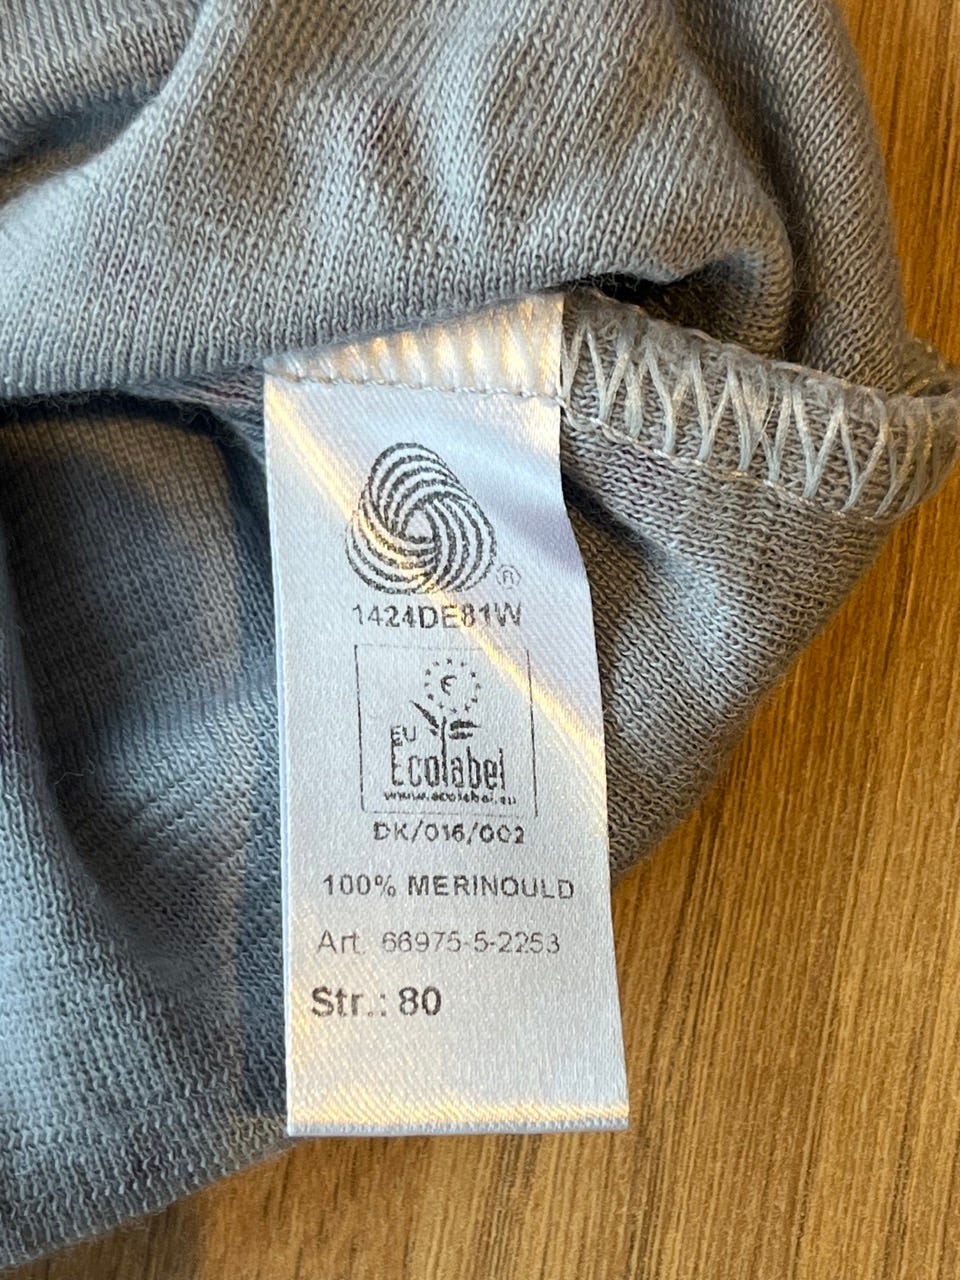 ®
1424DE81W
EU
Ecolabel
www.ecolabel.eu
DK/016/002
100% MERINOULD
Art. 66975-5-2253
Str.: 80